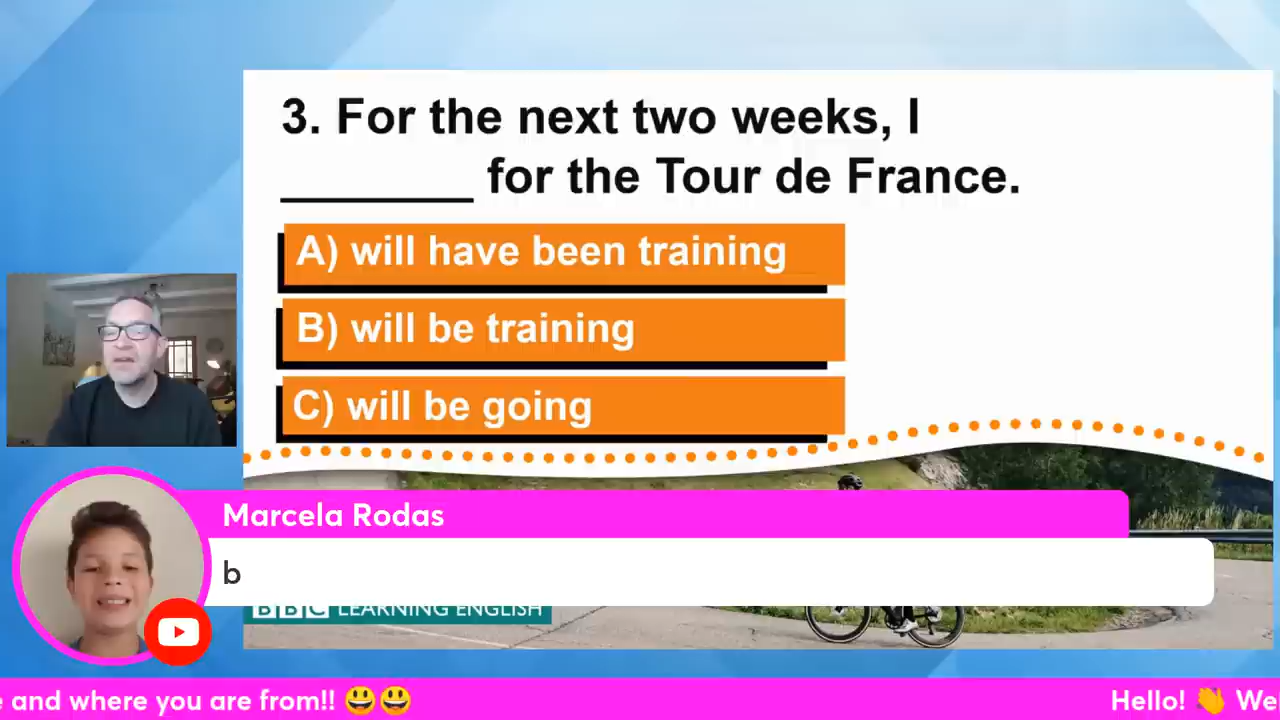 3. For the next two weeks, I
________ for the Tour de France.
A) will have been training
B) will be training
C) will be going
Marcela Rodas
b
BBC LEARNING ENGLISH
and where you are from!! 😃😃 Hello! 👋